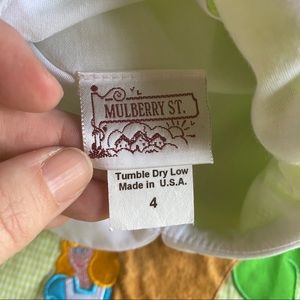 MULBERRY ST.
Tumble Dry Low
Made in U.S.A.
4